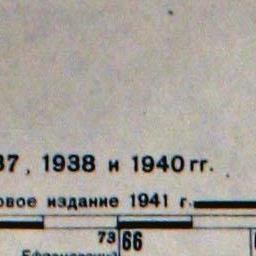 37, 1938 и 1940 гг.
овое издание 1941 г.
73 66